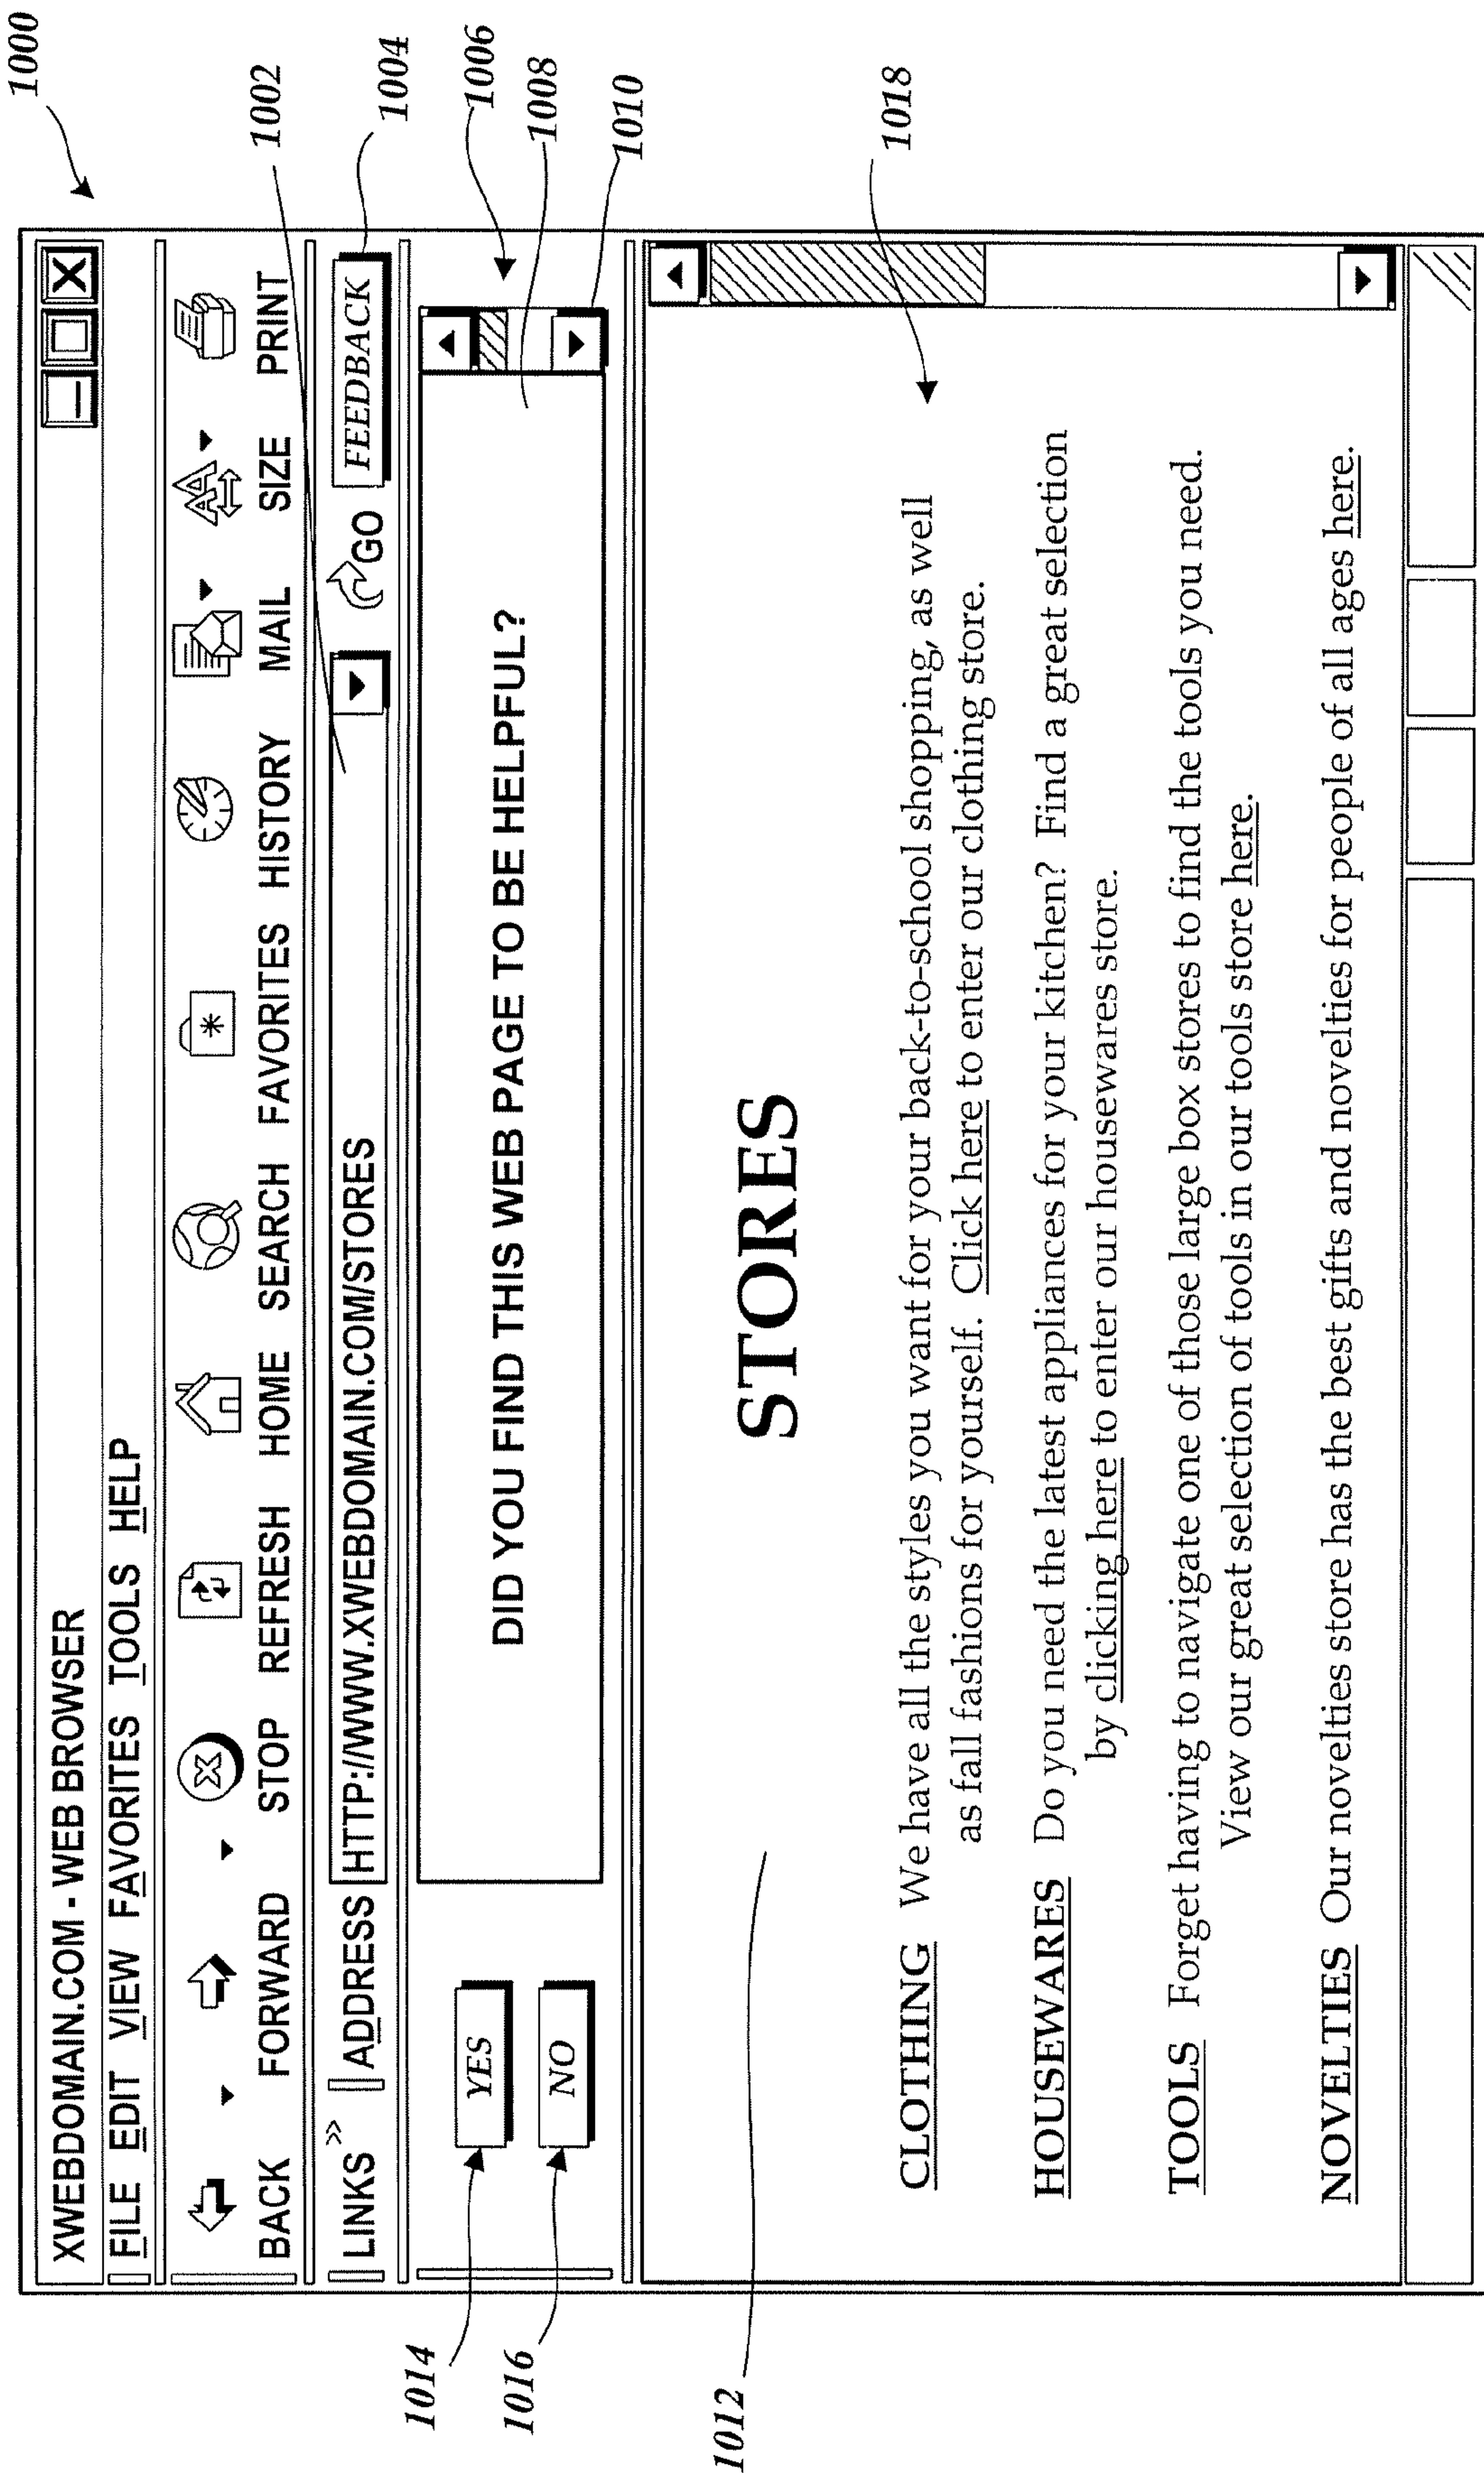 1000
XWEBDOMAIN.COM - WEB BROWSER
FILE EDIT VIEW FAVORITES TOOLS HELP
BACK FORWARD STOP REFRESH HOME SEARCH FAVORITES HISTORY MAIL SIZE PRINT
1002
LINKS » ADDRESS HTTP://WWW.XWEBDOMAIN.COM/STORES GO FEEDBACK
1004
1014
YES
1016
NO
DID YOU FIND THIS WEB PAGE TO BE HELPFUL?
1006
1008
1010
1012
STORES
1018
CLOTHING We have all the styles you want for your back-to-school shopping, as well
as fall fashions for yourself. Click here to enter our clothing store.
HOUSEWARES Do you need the latest appliances for your kitchen? Find a great selection
by clicking here to enter our housewares store.
TOOLS Forget having to navigate one of those large box stores to find the tools you need.
View our great selection of tools in our tools store here.
NOVELTIES Our novelties store has the best gifts and novelties for people of all ages here.